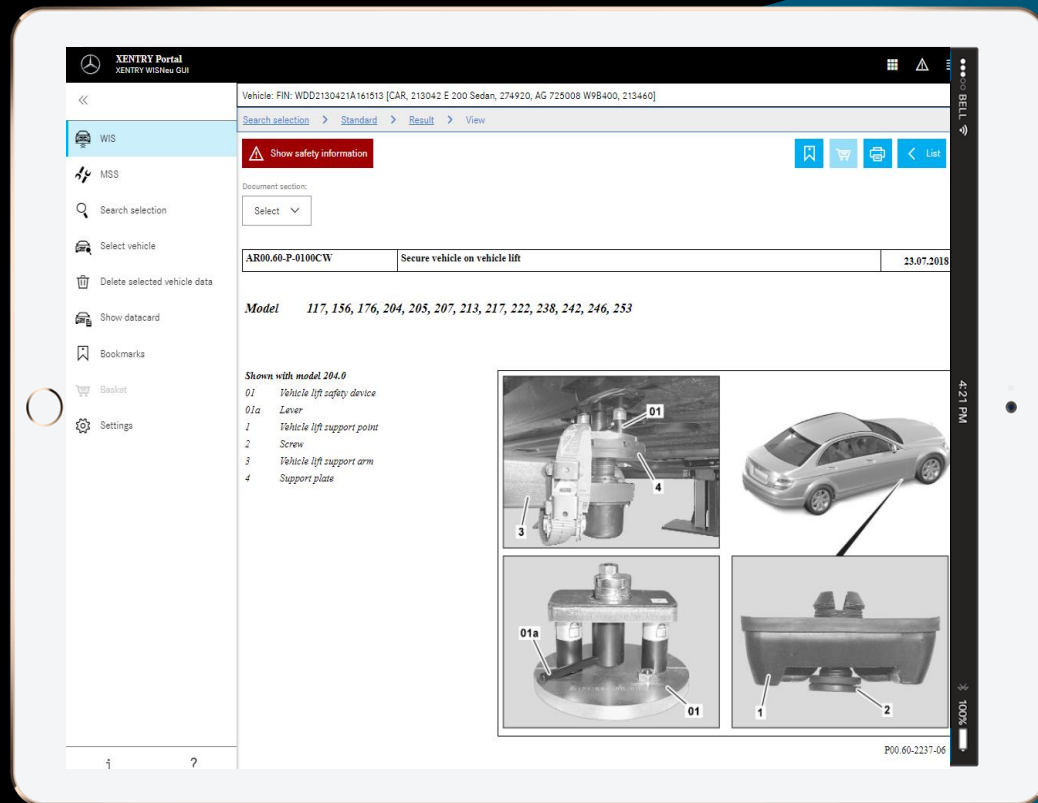 XENTRY Portal
XENTRY WISNeu GUI
Vehicle: FIN: WDD2130421A161513 [CAR, 213042 E 200 Sedan, 274920, AG 725008 W9B400, 213460]
Search selection > Standard > Result > View
WIS
MSS
Search selection
Select vehicle
Delete selected vehicle data
Show datacard
Bookmarks
Basket
Settings
i ?
Show safety information
List
Document section:
Select
AR00.60-P-0100CW Secure vehicle on vehicle lift 23.07.2018
Model 117, 156, 176, 204, 205, 207, 213, 217, 222, 238, 242, 246, 253
Shown with model 204.0
01 Vehicle lift safety device
01a Lever
1 Vehicle lift support point
2 Screw
3 Vehicle lift support arm
4 Support plate
01
4
3
01a
01
1
2
P00.60-2237-06
BELL
4:21 PM
100%